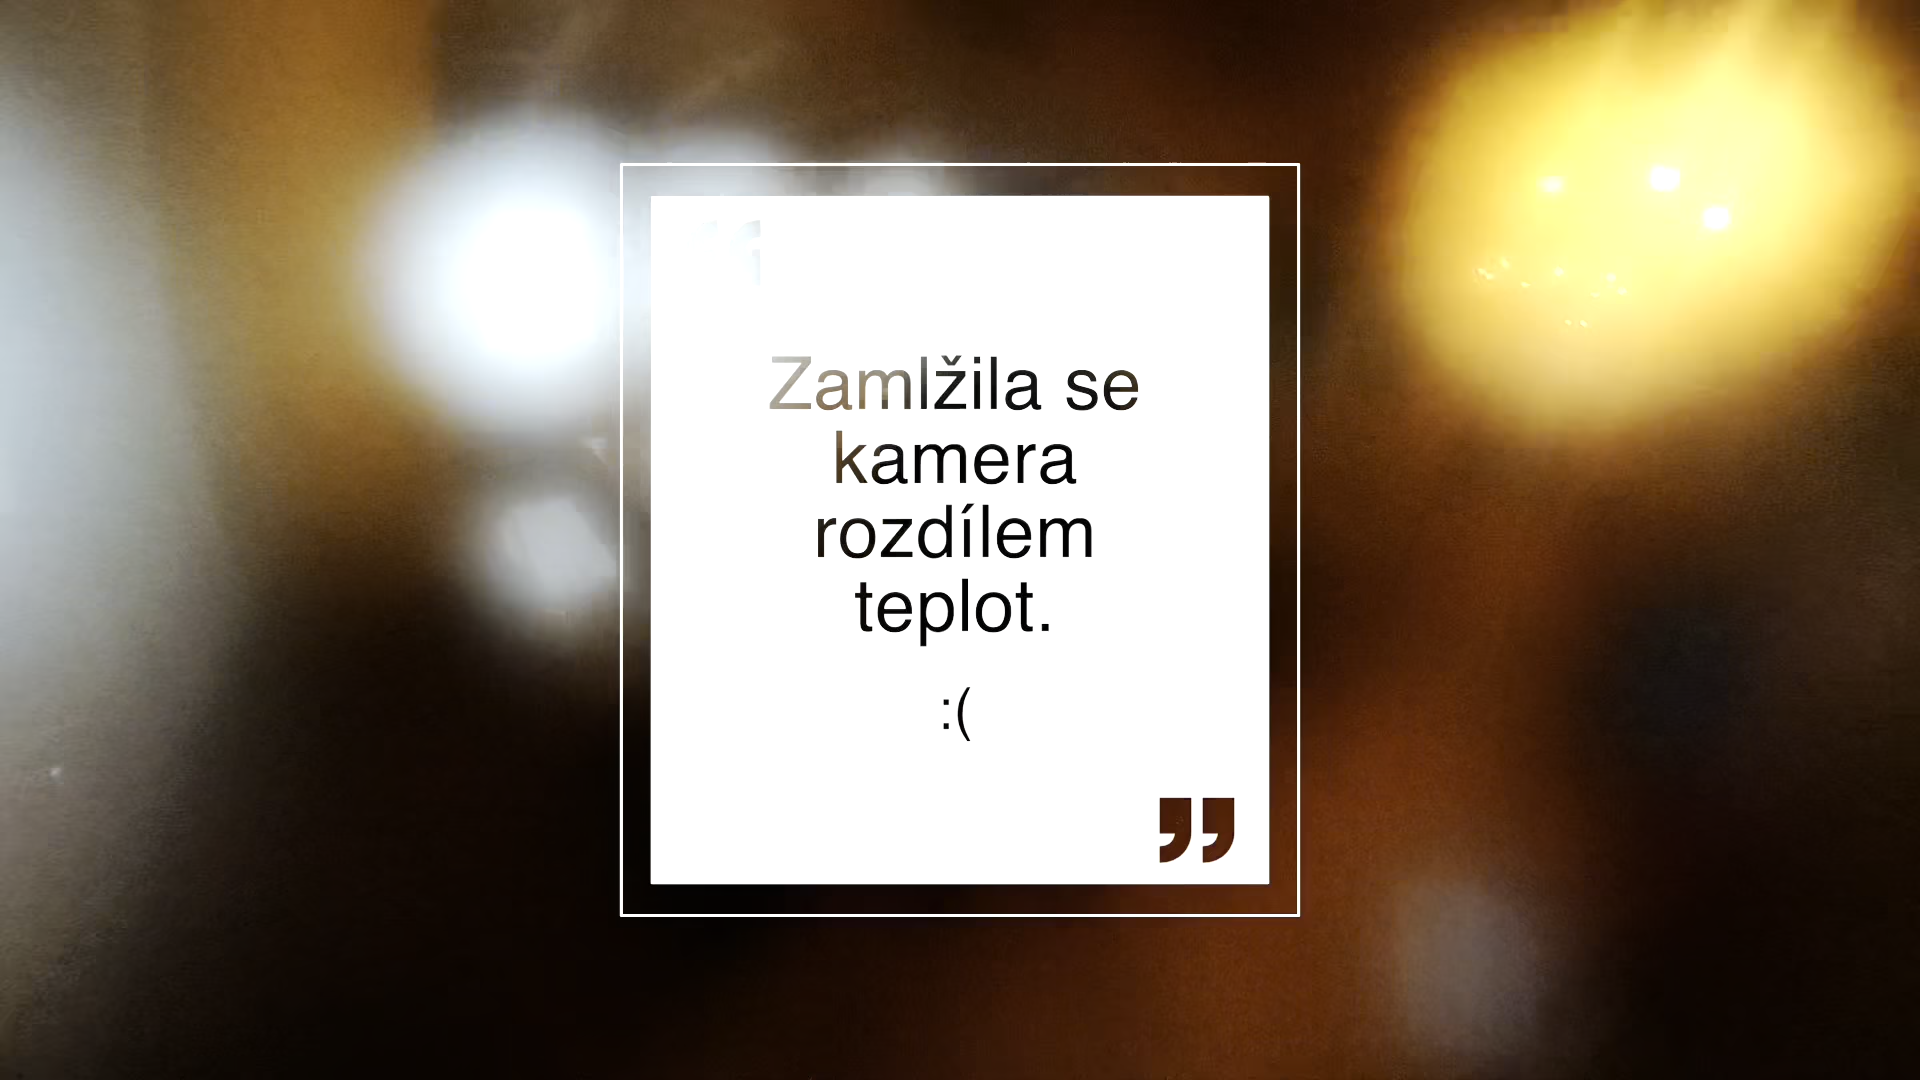 Zamlžila se
kamera
rozdílem
teplot.
:(
”